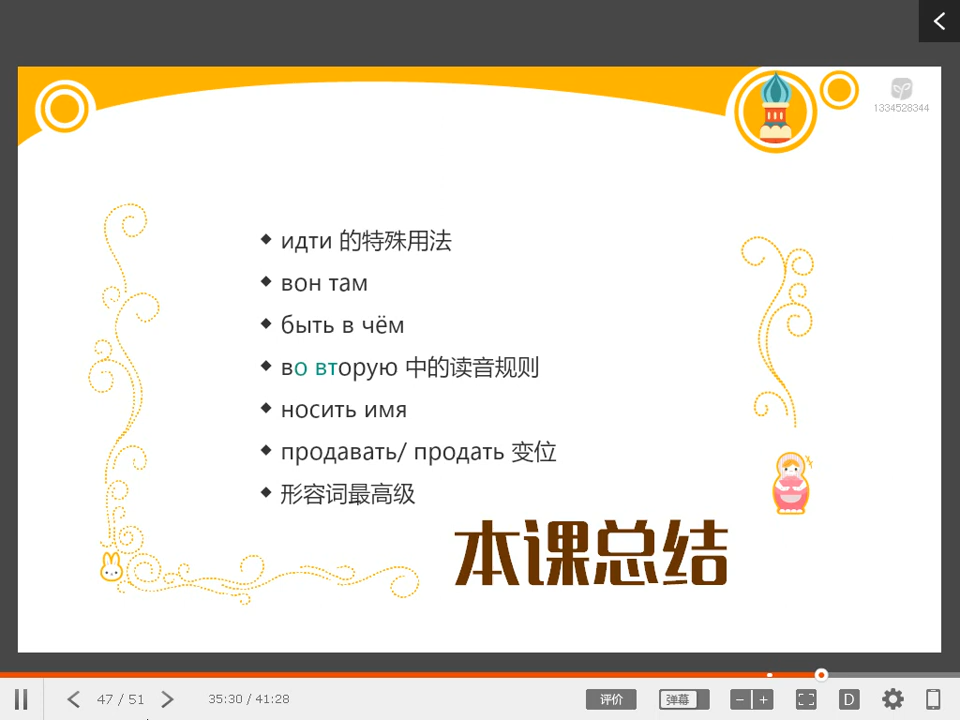 1334528344
идти 的特殊用法
вон там
быть в чём
во вторую 中的读音规则
носить имя
продавать/ продать 变位
形容词最高级
本课总结
47 / 51
35:30 / 41:28
评价
弹幕
D